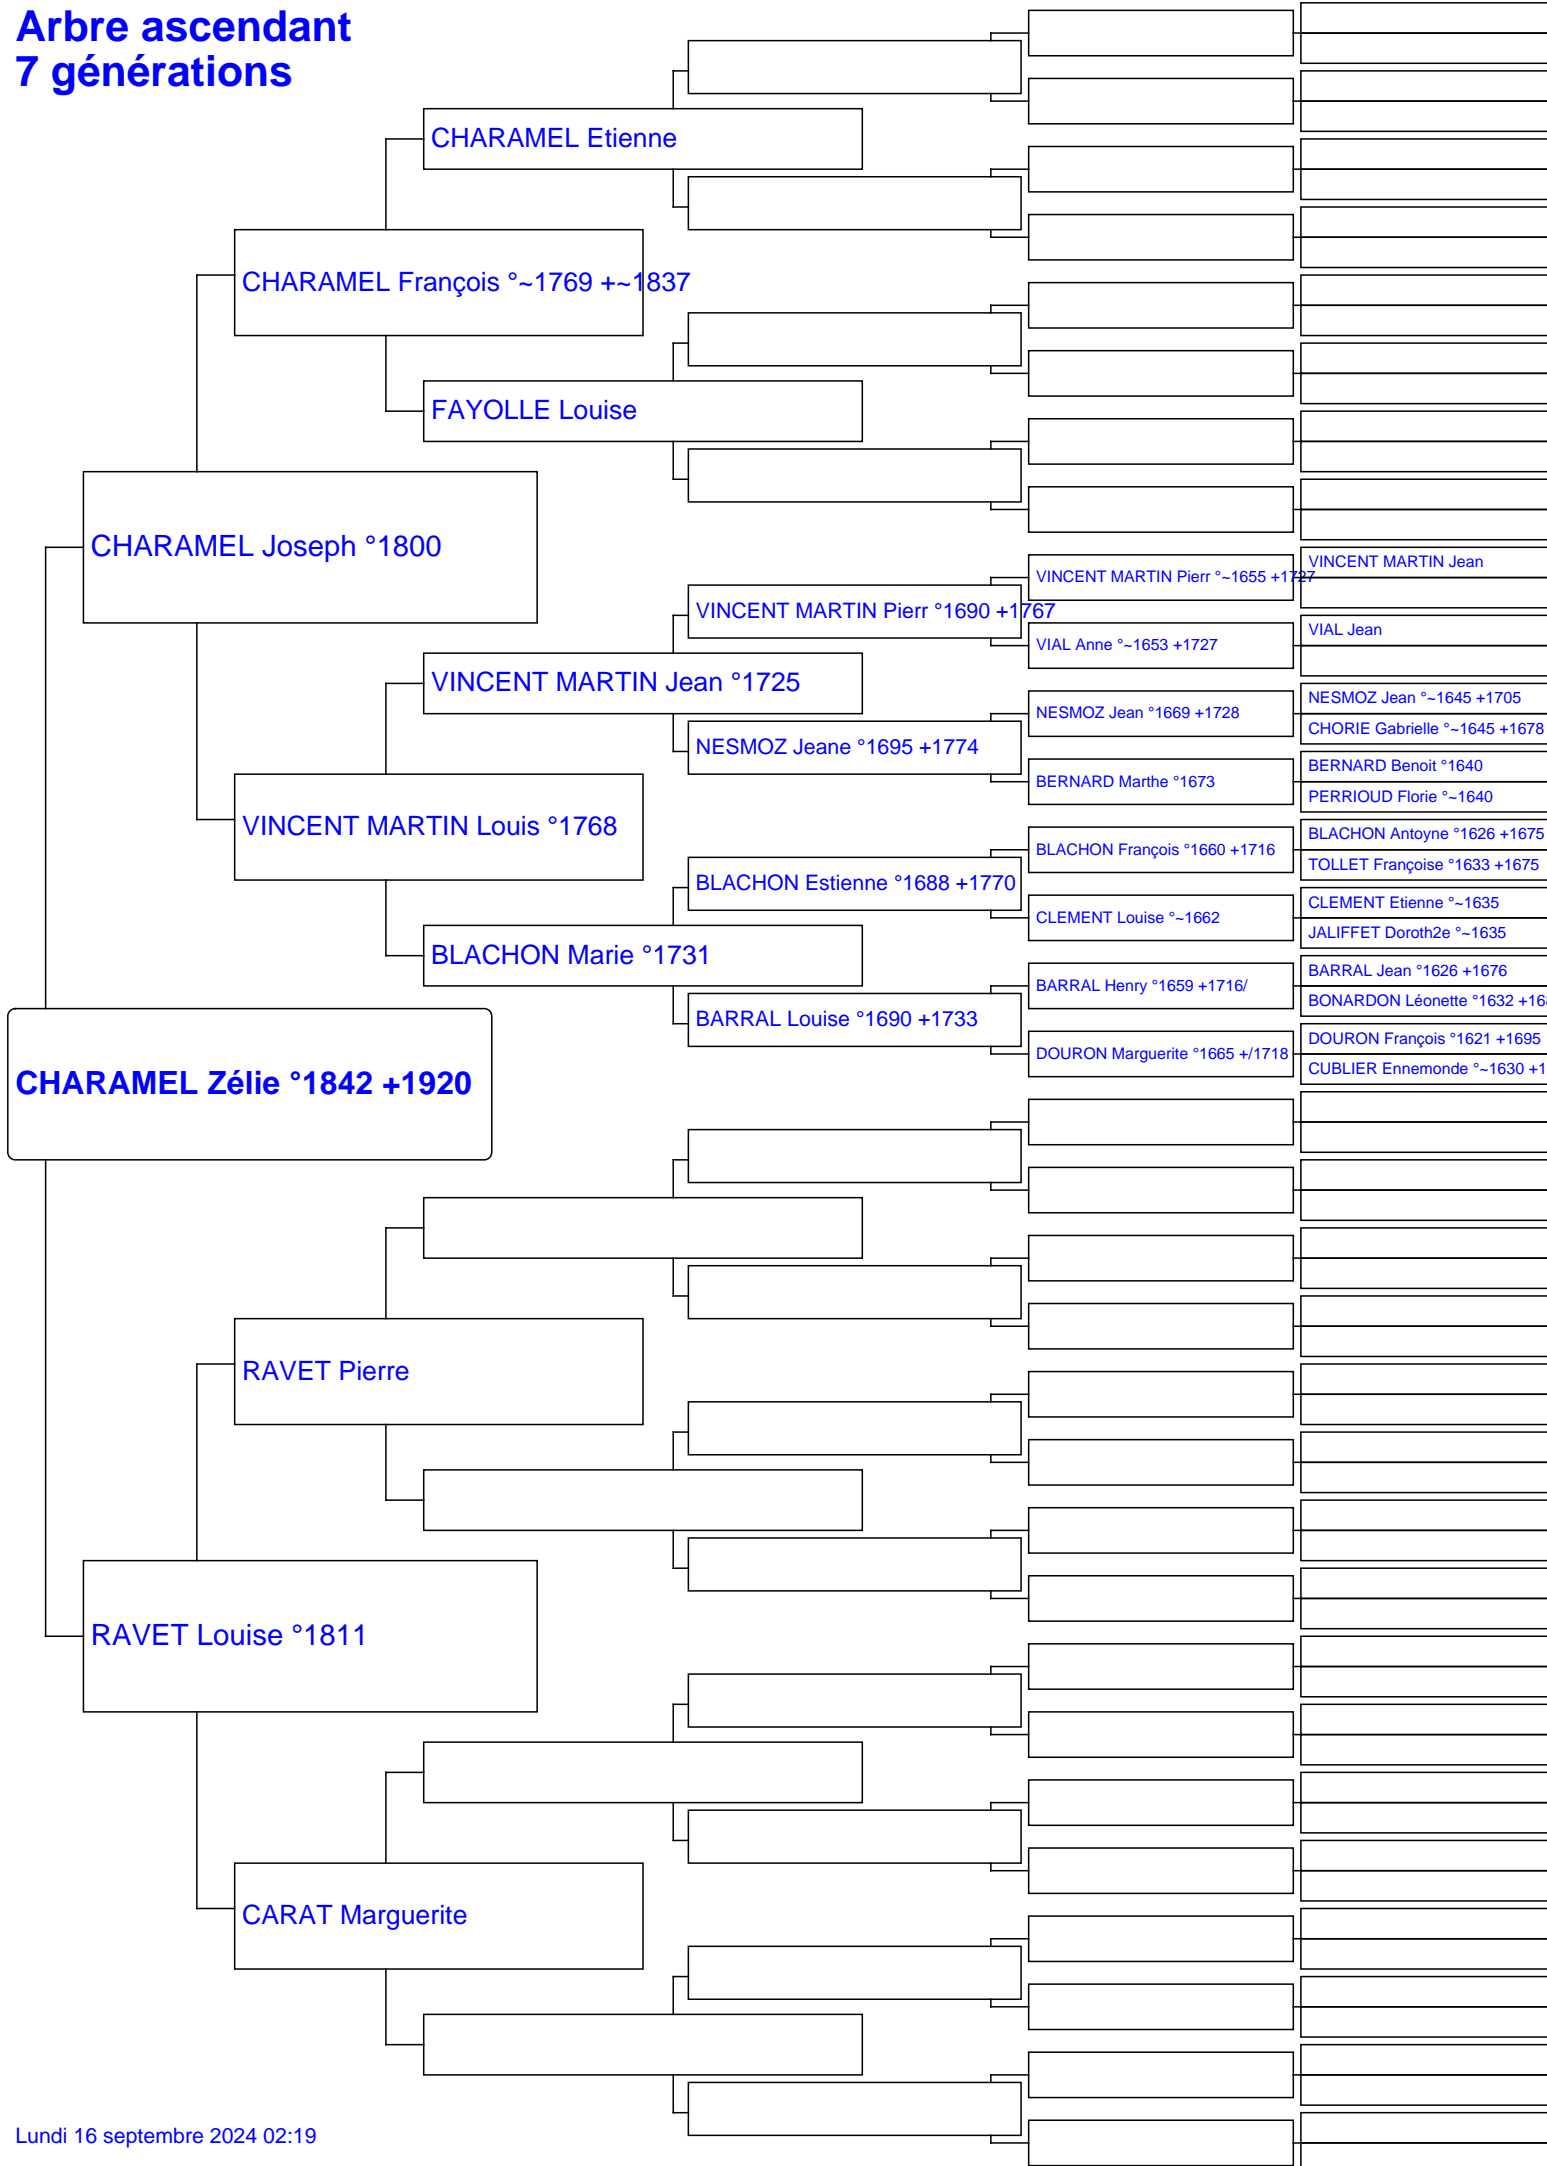 Arbre ascendant
7 générations
CHARAMEL Etienne
CHARAMEL François °~1769 +~1837
FAYOLLE Louise
CHARAMEL Joseph °1800
VINCENT MARTIN Jean
VINCENT MARTIN Pierr °~1655 +1727
VINCENT MARTIN Pierr °1690 +1767
VIAL Jean
VIAL Anne °~1653 +1727
VINCENT MARTIN Jean °1725
NESMOZ Jean °~1645 +1705
NESMOZ Jean °1669 +1728
CHORIE Gabrielle °~1645 +1678
NESMOZ Jeane °1695 +1774
BERNARD Benoit °1640
BERNARD Marthe °1673
PERRIOUD Florie °~1640
VINCENT MARTIN Louis °1768
BLACHON Antoyne °1626 +1675
BLACHON François °1660 +1716
TOLLET Françoise °1633 +1675
BLACHON Estienne °1688 +1770
CLEMENT Etienne °~1635
CLEMENT Louise °~1662
JALIFFET Doroth2e °~1635
BLACHON Marie °1731
BARRAL Jean °1626 +1676
BARRAL Henry °1659 +1716/
BONARDON Léonette °1632
BARRAL Louise °1690 +1733
DOURON François °1621 +1695
DOURON Marguerite °1665 +/1718
CUBLIER Ennemonde °~1630
CHARAMEL Zélie °1842 +1920
RAVET Pierre
RAVET Louise °1811
CARAT Marguerite
Lundi 16 septembre 2024 02:19